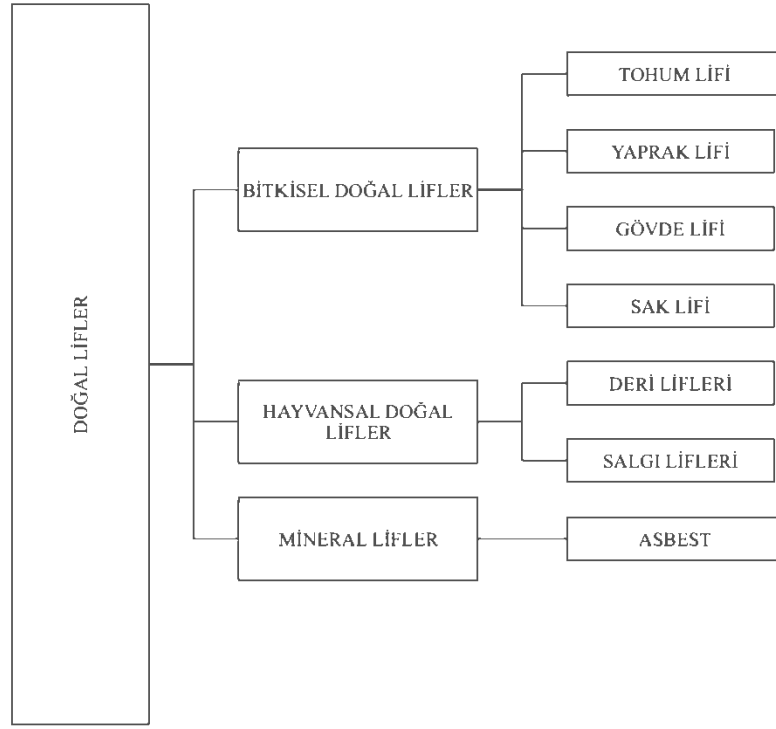 DOĞAL LİFLER
BİTKİSEL DOĞAL LİFLER
TOHUM LİFİ
YAPRAK LİFİ
GÖVDE LİFİ
SAK LİFİ
HAYVANSAL DOĞAL
LİFLER
DERİ LİFLERİ
SALGI LİFLERİ
MİNERAL LİFLER
ASBEST